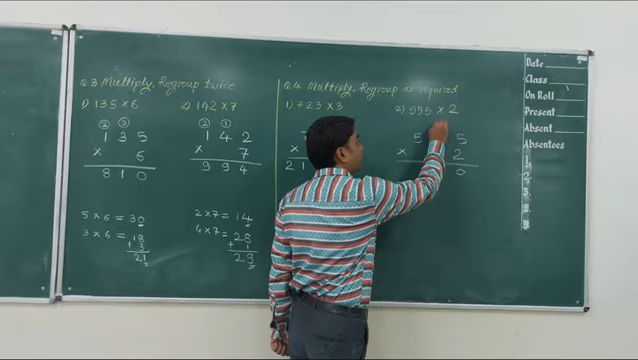 Q.3 Multiply. Regroup twice
1) 135 × 6
2) 142 × 7
② ③
1 3 5
× 6
8 1 0
② ①
1 4 2
× 7
9 9 4
5 × 6 = 30
3 × 6 = 18
+ 3
21
2 × 7 = 14
4 × 7 = 28
+ 1
29
Q.4 Multiply. Regroup as required
1) 723 × 3
2) 595 × 2
×
2 1
5 5
× 2
0
Date
Class
On Roll
Present
Absent
Absentees
1.
2.
3.